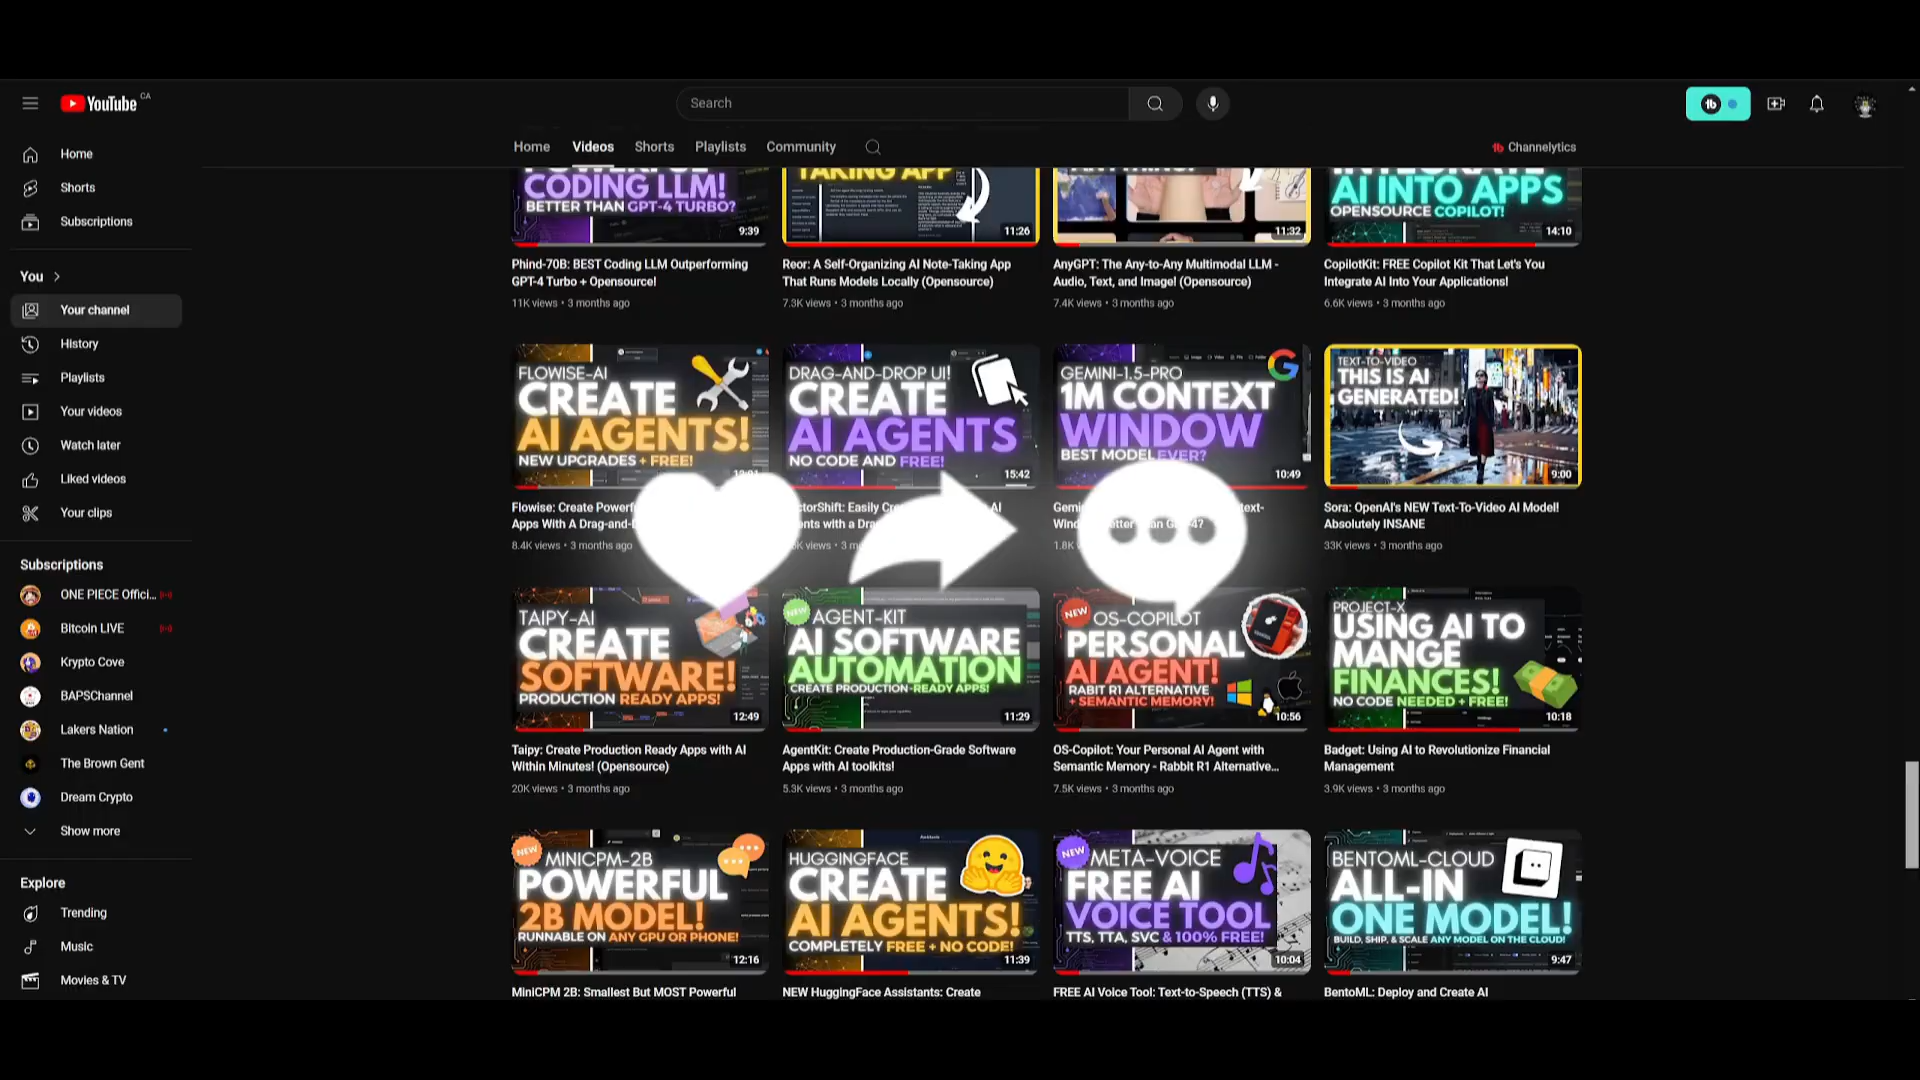 YouTube CA
Search
Home
Videos
Shorts
Playlists
Community
Channelytics
Home
Shorts
Subscriptions
You
Your channel
History
Playlists
Your videos
Watch later
Liked videos
Your clips
Subscriptions
ONE PIECE Offici...
Bitcoin LIVE
Krypto Cove
BAPSChannel
Lakers Nation
The Brown Gent
Dream Crypto
Show more
Explore
Trending
Music
Movies & TV
CODING LLM!
BETTER THAN GPT-4 TURBO?
9:39
Phind-70B: BEST Coding LLM Outperforming
GPT-4 Turbo + Opensource!
11K views • 3 months ago
TAKING APP
11:26
Reor: A Self-Organizing AI Note-Taking App
That Runs Models Locally (Opensource)
7.3K views • 3 months ago
11:32
AnyGPT: The Any-to-Any Multimodal LLM -
Audio, Text, and Image! (Opensource)
7.4K views • 3 months ago
INTEGRATE
AI INTO APPS
OPENSOURCE COPILOT!
14:10
CopilotKit: FREE Copilot Kit That Let's You
Integrate AI Into Your Applications!
6.6K views • 3 months ago
FLOWISE-AI
CREATE
AI AGENTS!
NEW UPGRADES + FREE!
Flowise: Create
Apps With A Drag-and-
8.4K views • 3 months ago
DRAG-AND-DROP UI!
CREATE
AI AGENTS
NO CODE AND FREE!
15:42
Easily
AI
with a
views
GEMINI-1.5-PRO
1M CONTEXT
WINDOW
BEST MODEL EVER?
10:49
1.8K
TEXT-TO-VIDEO
THIS IS AI
GENERATED!
9:00
Sora: OpenAI's NEW Text-To-Video AI Model!
Absolutely INSANE
33K views • 3 months ago
TAIPY-AI
CREATE
SOFTWARE!
PRODUCTION READY APPS!
12:49
Taipy: Create Production Ready Apps with AI
Within Minutes! (Opensource)
20K views • 3 months ago
NEW
AGENT-KIT
AI SOFTWARE
AUTOMATION
CREATE PRODUCTION-READY APPS!
11:29
AgentKit: Create Production-Grade Software
Apps with AI toolkits!
5.3K views • 3 months ago
NEW
OS-COPILOT
PERSONAL
AI AGENT!
RABIT R1 ALTERNATIVE
+ SEMANTIC MEMORY!
10:56
OS-Copilot: Your Personal AI Agent with
Semantic Memory - Rabbit R1 Alternative...
7.5K views • 3 months ago
PROJECT-X
USING AI TO
MANGE
FINANCES!
NO CODE NEEDED + FREE!
10:18
Badget: Using AI to Revolutionize Financial
Management
3.9K views • 3 months ago
NEW
MINICPM-2B
POWERFUL
2B MODEL!
RUNNABLE ON ANY GPU OR PHONE!
12:16
MiniCPM 2B: Smallest But MOST Powerful
HUGGINGFACE
CREATE
AI AGENTS!
COMPLETELY FREE + NO CODE!
11:39
NEW HuggingFace Assistants: Create
NEW
META-VOICE
FREE AI
VOICE TOOL
TTS, TTA, SVC & 100% FREE!
10:04
FREE AI Voice Tool: Text-to-Speech (TTS) &
BENTOML-CLOUD
ALL-IN
ONE MODEL!
BUILD, SHIP, & SCALE ANY MODEL ON THE CLOUD!
9:47
BentoML: Deploy and Create AI